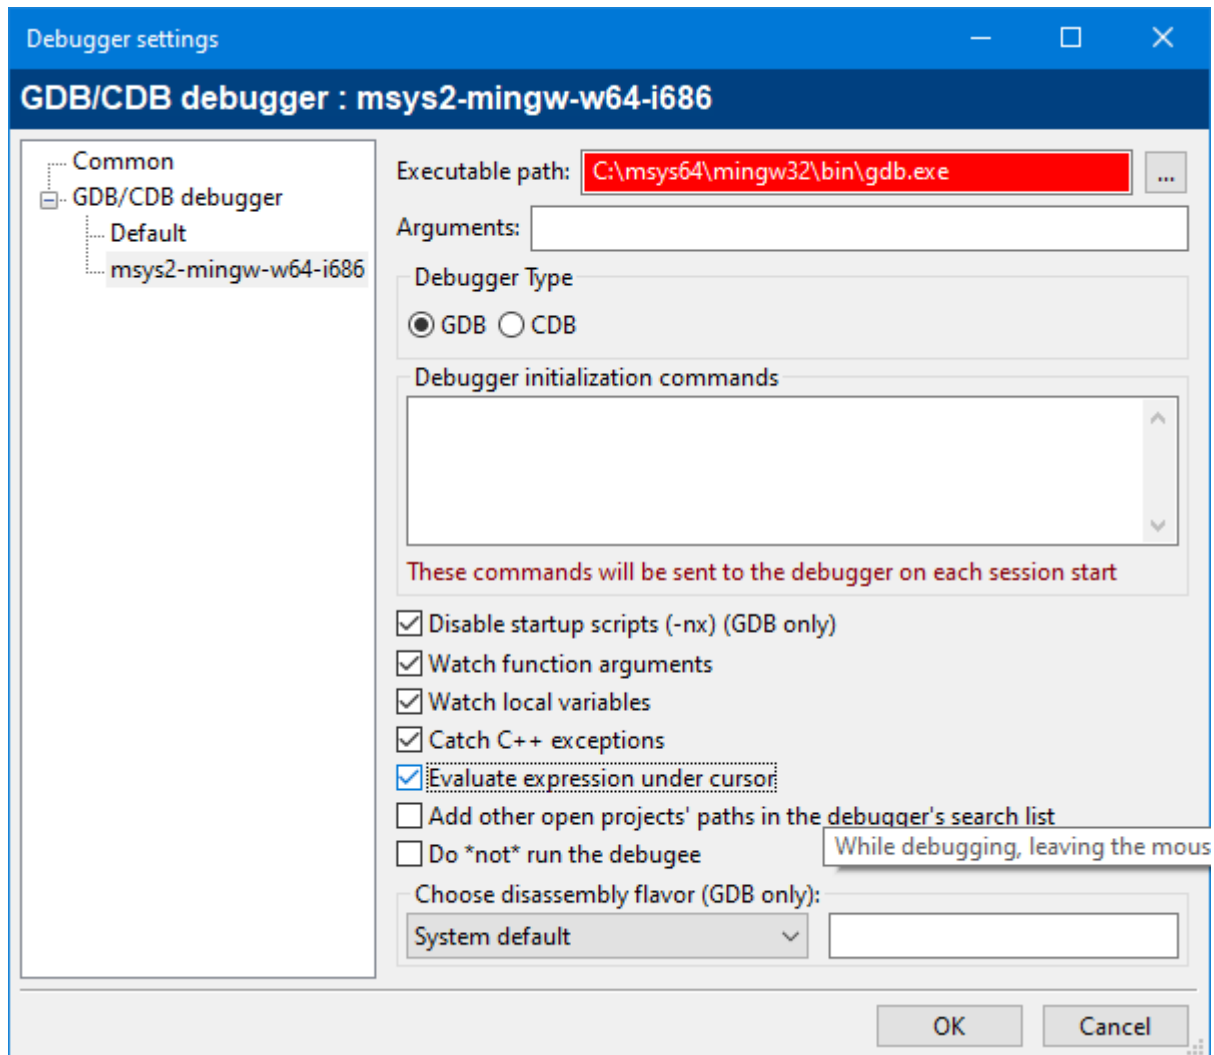 Debugger settings
GDB/CDB debugger : msys2-mingw-w64-i686
Common
GDB/CDB debugger
Default
msys2-mingw-w64-i686
Executable path: C:\msys64\mingw32\bin\gdb.exe ...
Arguments:
Debugger Type
GDB CDB
Debugger initialization commands
These commands will be sent to the debugger on each session start
Disable startup scripts (-nx) (GDB only)
Watch function arguments
Watch local variables
Catch C++ exceptions
Evaluate expression under cursor
Add other open projects' paths in the debugger's search list
While debugging, leaving the mous
Do *not* run the debugee
Choose disassembly flavor (GDB only):
System default
OK Cancel